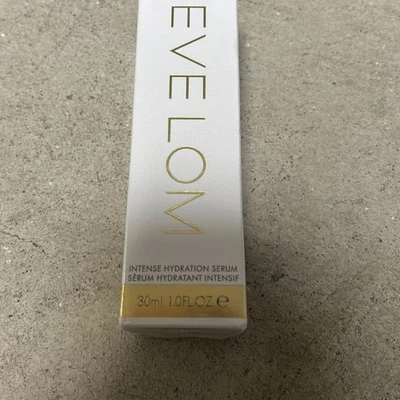 EVE LOM
INTENSE HYDRATION SERUM
SÉRUM HYDRATANT INTENSIF
30ml 1.0FL.OZ.℮